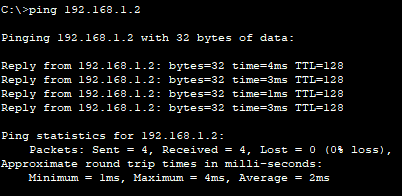 C:\>ping 192.168.1.2
Pinging 192.168.1.2 with 32 bytes of data:
Reply from 192.168.1.2: bytes=32 time=4ms TTL=128
Reply from 192.168.1.2: bytes=32 time=3ms TTL=128
Reply from 192.168.1.2: bytes=32 time=1ms TTL=128
Reply from 192.168.1.2: bytes=32 time=3ms TTL=128
Ping statistics for 192.168.1.2:
    Packets: Sent = 4, Received = 4, Lost = 0 (0% loss),
Approximate round trip times in milli-seconds:
    Minimum = 1ms, Maximum = 4ms, Average = 2ms